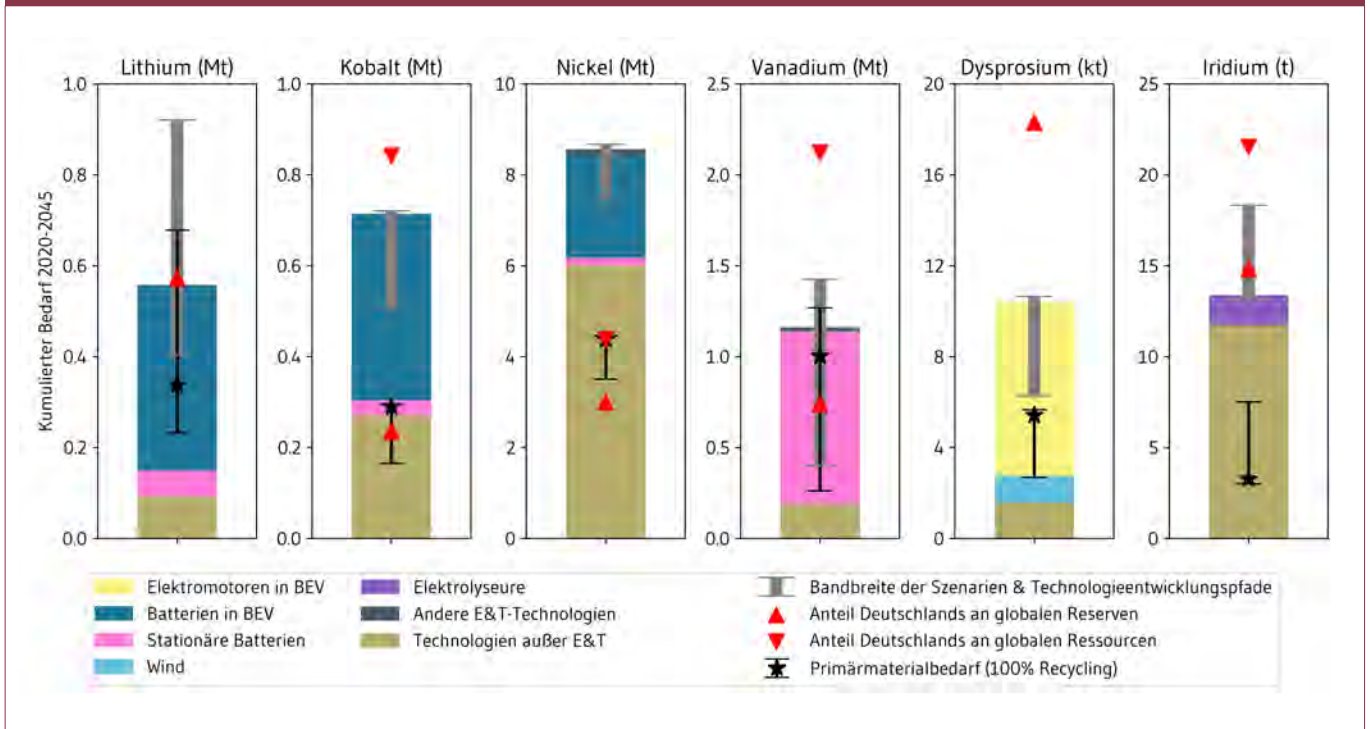 Lithium (Mt)
Kobalt (Mt)
Nickel (Mt)
Vanadium (Mt)
Dysprosium (kt)
Iridium (t)
Kumulierter Bedarf 2020-2045
1.0
0.8
0.6
0.4
0.2
0.0
1.0
0.8
0.6
0.4
0.2
0.0
10
8
6
4
2
0
2.5
2.0
1.5
1.0
0.5
0.0
20
16
12
8
4
0
25
20
15
10
5
0
Elektromotoren in BEV
Batterien in BEV
Stationäre Batterien
Wind
Elektrolyseure
Andere E&T-Technologien
Technologien außer E&T
Bandbreite der Szenarien & Technologieentwicklungspfade
Anteil Deutschlands an globalen Reserven
Anteil Deutschlands an globalen Ressourcen
Primärmaterialbedarf (100% Recycling)